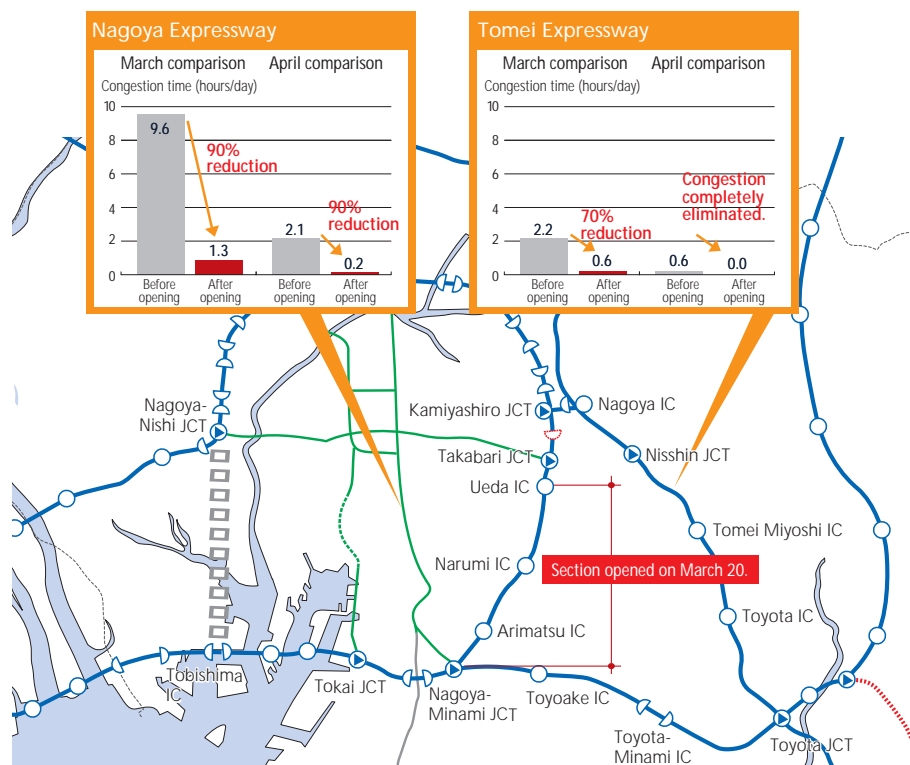 Nagoya Expressway
March comparison
April comparison
Congestion time (hours/day)
10
8
6
4
2
0
9.6
90%
reduction
1.3
2.1
90%
reduction
0.2
Before
opening
After
opening
Before
opening
After
opening
Tomei Expressway
March comparison
April comparison
Congestion time (hours/day)
10
8
6
4
2
0
2.2
70%
reduction
0.6
0.6
Congestion
completely
eliminated.
0.0
Before
opening
After
opening
Before
opening
After
opening
Nagoya-
Nishi JCT
Kamiyashiro JCT
Nagoya IC
Takabari JCT
Nisshin JCT
Ueda IC
Tomei Miyoshi IC
Narumi IC
Section opened on March 20.
Toyota IC
Arimatsu IC
Tobishima
IC
Tokai JCT
Nagoya-
Minami JCT
Toyoake IC
Toyota-
Minami IC
Toyota JCT